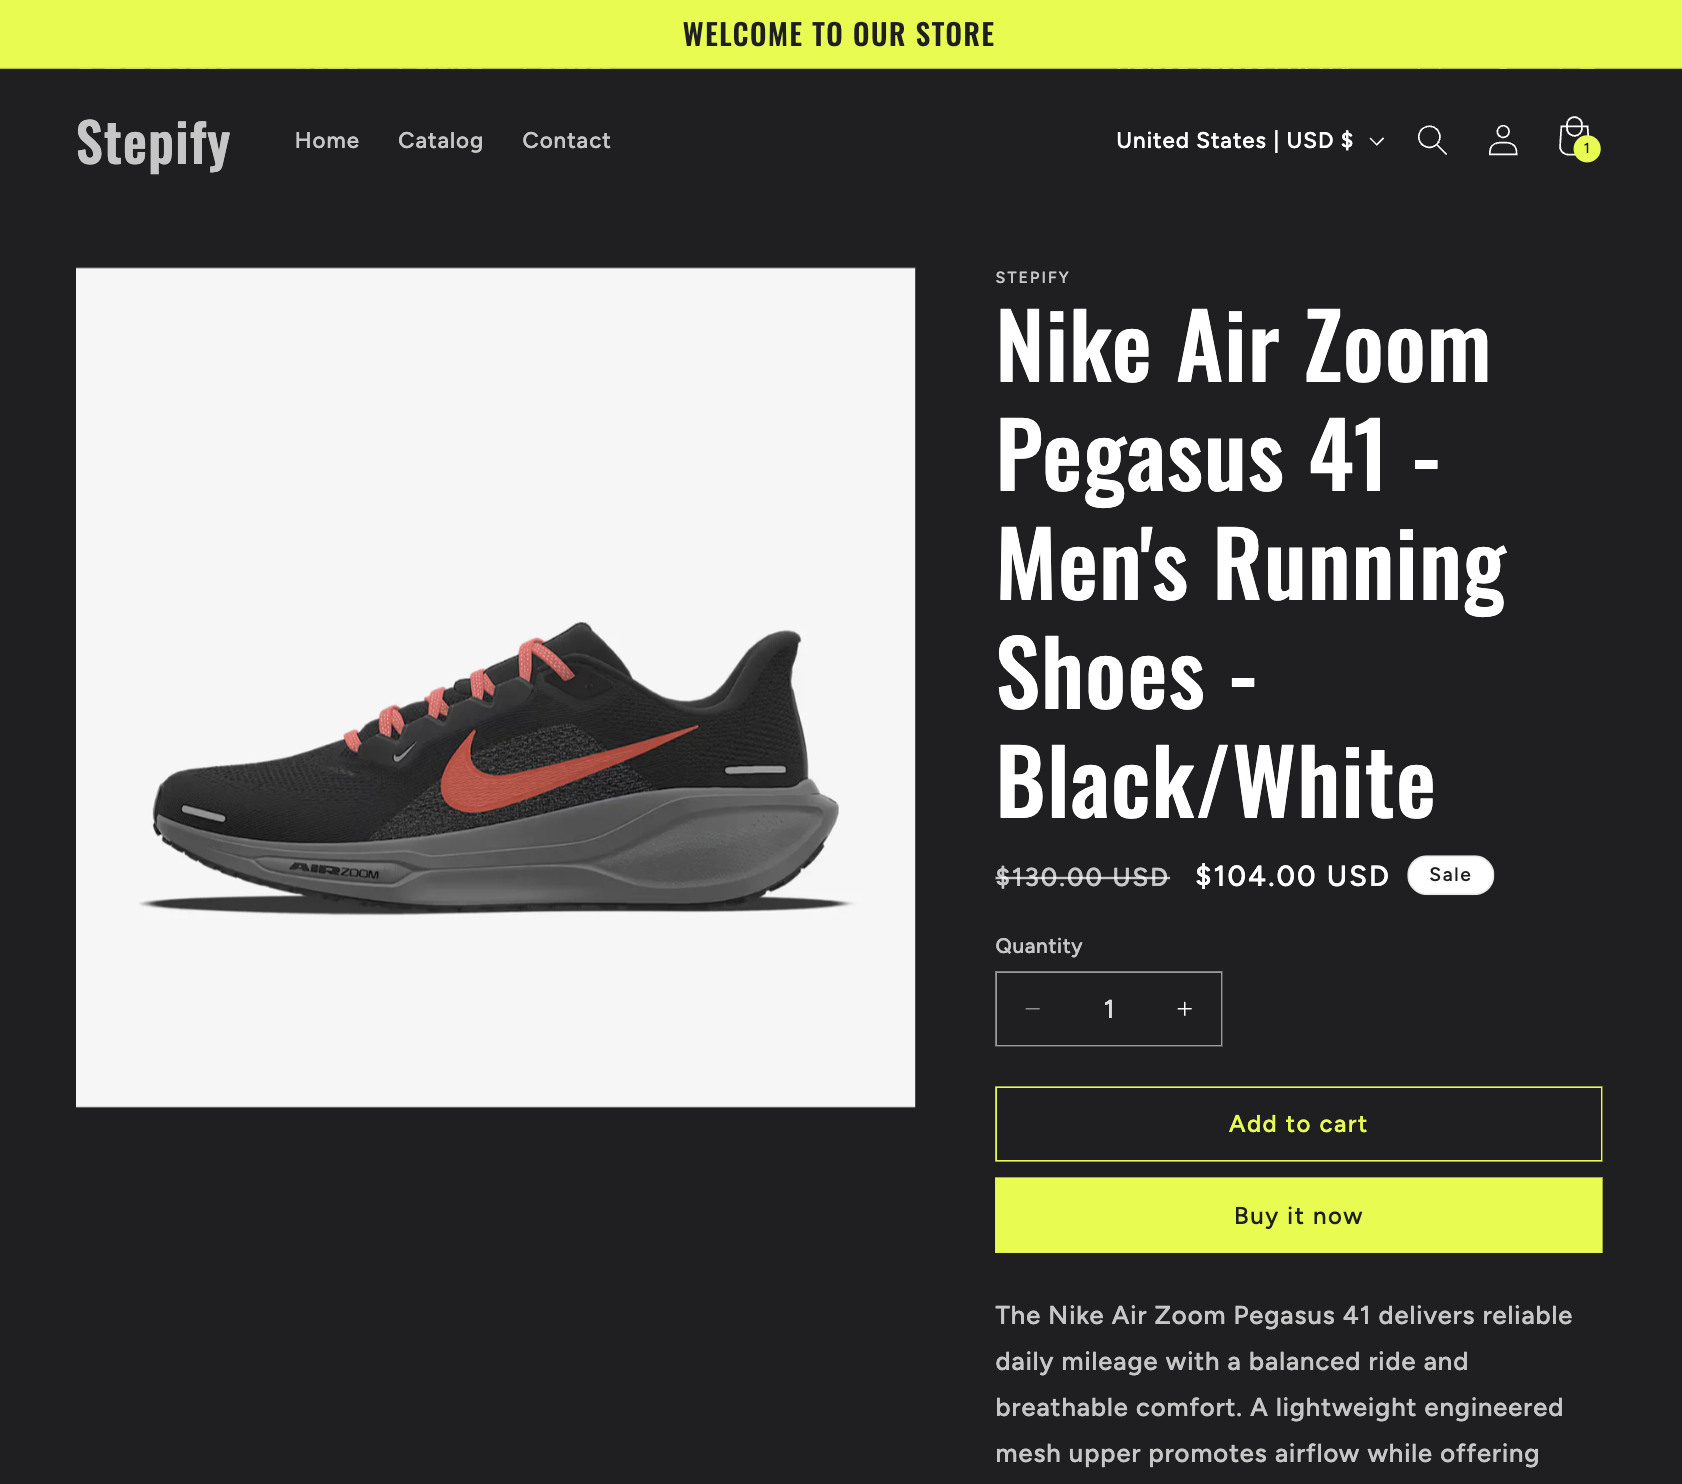 WELCOME TO OUR STORE
Stepify
Home
Catalog
Contact
United States | USD $
1
STEPIFY
Nike Air Zoom
Pegasus 41 -
Men's Running
Shoes -
Black/White
$130.00 USD $104.00 USD Sale
Quantity
− 1 +
Add to cart
Buy it now
The Nike Air Zoom Pegasus 41 delivers reliable
daily mileage with a balanced ride and
breathable comfort. A lightweight engineered
mesh upper promotes airflow while offering
AIR ZOOM